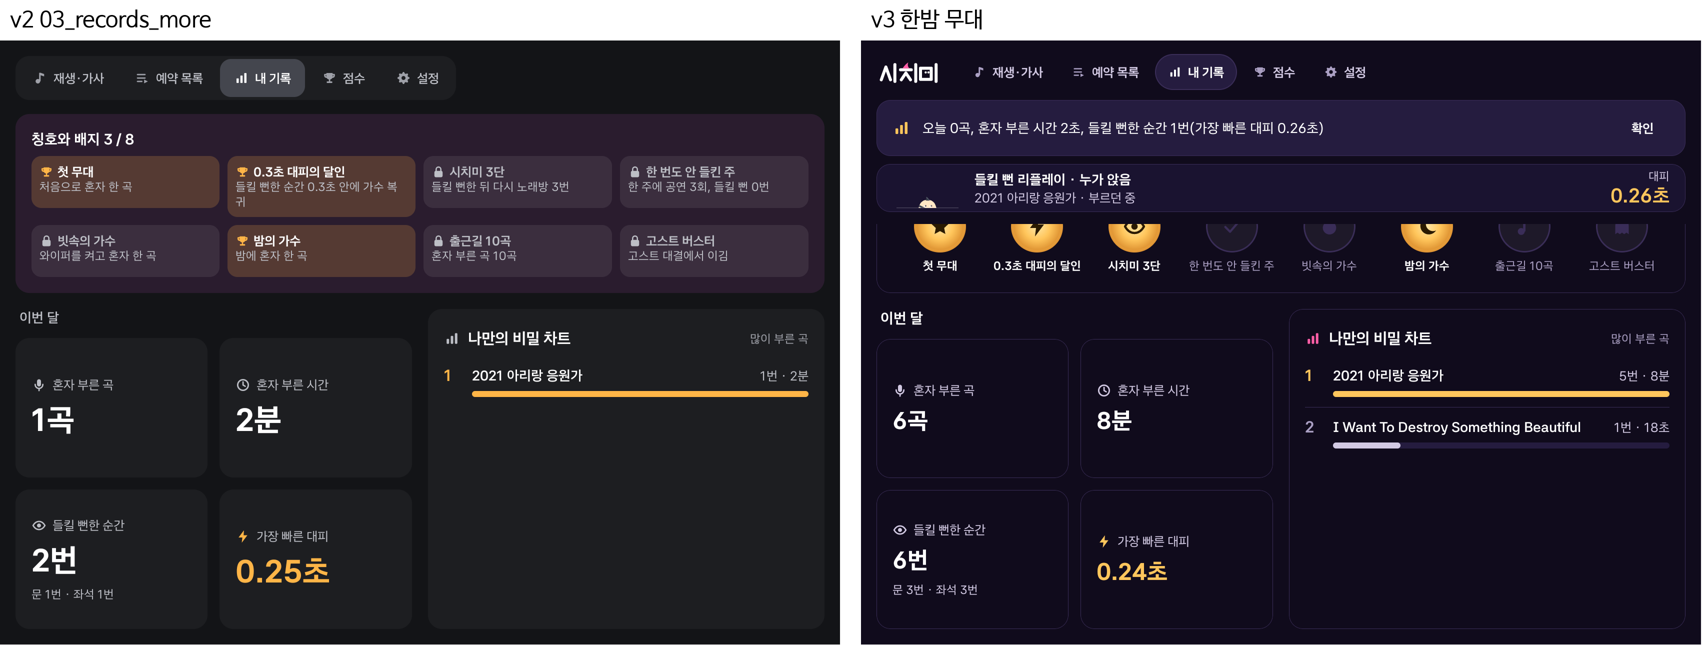 v2 03_records_more
재생·가사
예약 목록
내 기록
점수
설정
칭호와 배지 3 / 8
첫 무대
처음으로 혼자 한 곡
0.3초 대피의 달인
들킬 뻔한 순간 0.3초 안에 가수 복
귀
시치미 3단
들킬 뻔한 뒤 다시 노래방 3번
한 번도 안 들킨 주
한 주에 공연 3회, 들킬 뻔 0번
빗속의 가수
와이퍼를 켜고 혼자 한 곡
밤의 가수
밤에 혼자 한 곡
출근길 10곡
혼자 부른 곡 10곡
고스트 버스터
고스트 대결에서 이김
이번 달
혼자 부른 곡
1곡
혼자 부른 시간
2분
들킬 뻔한 순간
2번
문 1번 · 좌석 1번
가장 빠른 대피
0.25초
나만의 비밀 차트
많이 부른 곡
1
2021 아리랑 응원가
1번 · 2분
v3 한밤 무대
시치미
재생·가사
예약 목록
내 기록
점수
설정
오늘 0곡, 혼자 부른 시간 2초, 들킬 뻔한 순간 1번(가장 빠른 대피 0.26초)
확인
들킬 뻔 리플레이 · 누가 앉음
2021 아리랑 응원가 · 부르던 중
대피
0.26초
첫 무대
0.3초 대피의 달인
시치미 3단
한 번도 안 들킨 주
빗속의 가수
밤의 가수
출근길 10곡
고스트 버스터
이번 달
혼자 부른 곡
6곡
혼자 부른 시간
8분
들킬 뻔한 순간
6번
문 3번 · 좌석 3번
가장 빠른 대피
0.24초
나만의 비밀 차트
많이 부른 곡
1
2021 아리랑 응원가
5번 · 8분
2
I Want To Destroy Something Beautiful
1번 · 18초